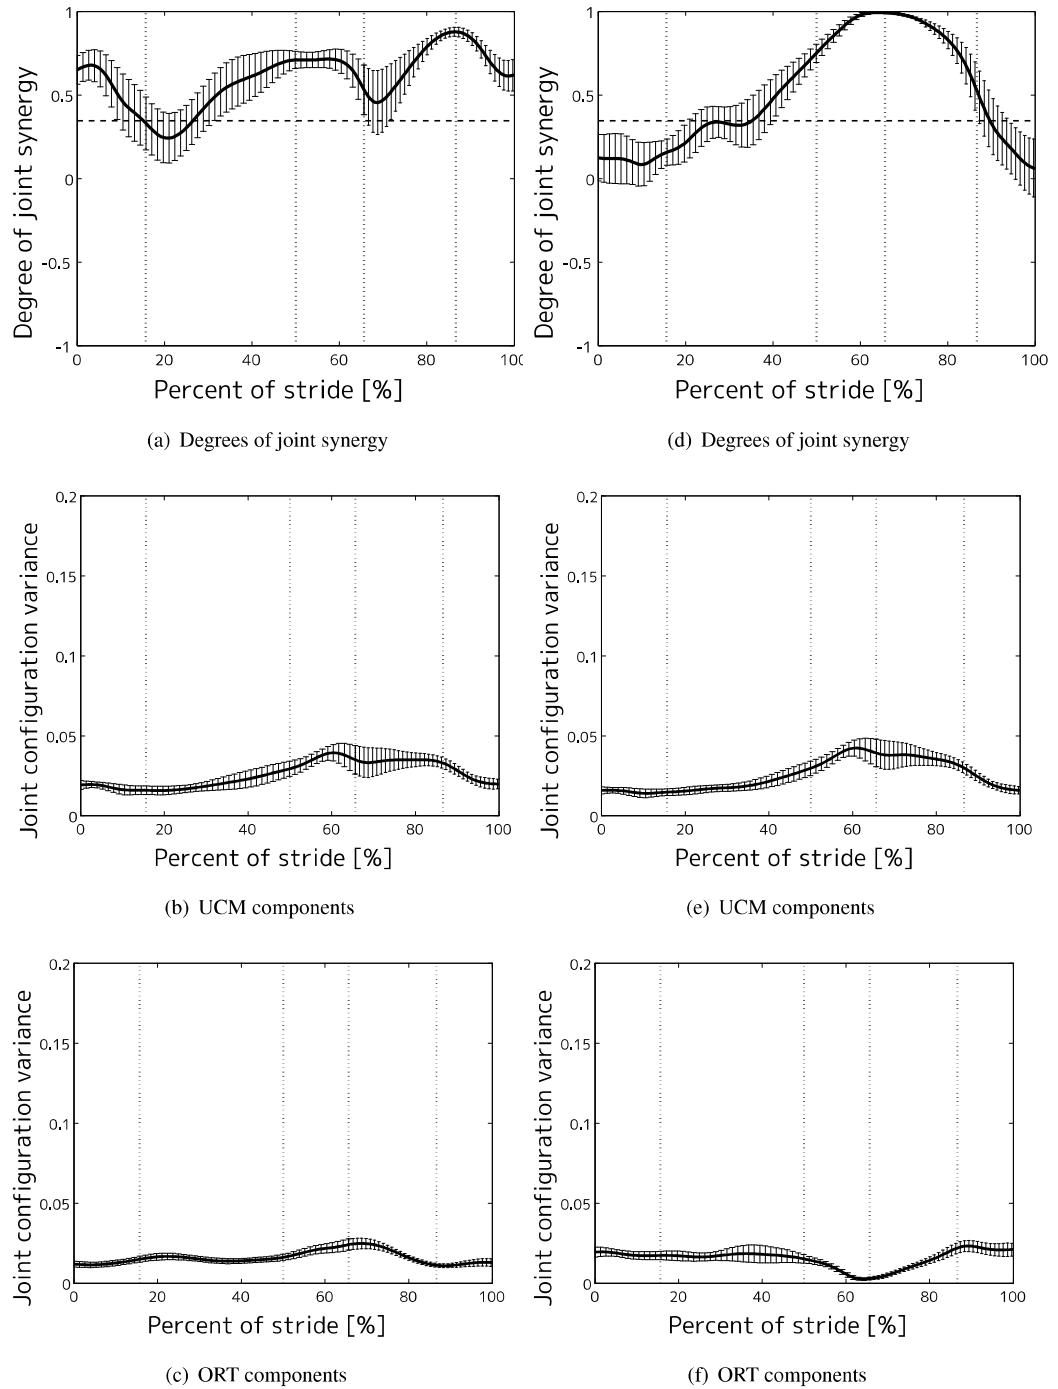 1
0.5
0
-0.5
-1
Degree of joint synergy
0 20 40 60 80 100
Percent of stride [%]
(a) Degrees of joint synergy
1
0.5
0
-0.5
-1
Degree of joint synergy
0 20 40 60 80 100
Percent of stride [%]
(d) Degrees of joint synergy
0.2
0.15
0.1
0.05
0
Joint configuration variance
0 20 40 60 80 100
Percent of stride [%]
(b) UCM components
0.2
0.15
0.1
0.05
0
Joint configuration variance
0 20 40 60 80 100
Percent of stride [%]
(e) UCM components
0.2
0.15
0.1
0.05
0
Joint configuration variance
0 20 40 60 80 100
Percent of stride [%]
(c) ORT components
0.2
0.15
0.1
0.05
0
Joint configuration variance
0 20 40 60 80 100
Percent of stride [%]
(f) ORT components